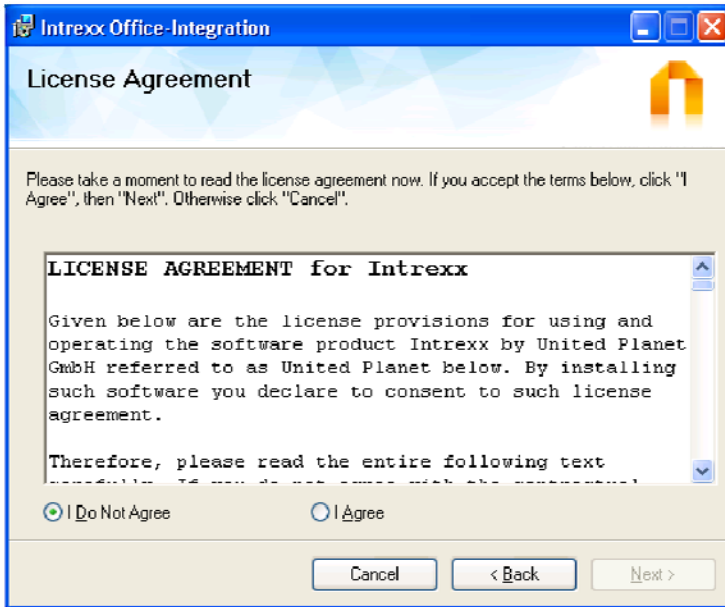 Intrexx Office-Integration
License Agreement
Please take a moment to read the license agreement now. If you accept the terms below, click "I
Agree", then "Next". Otherwise click "Cancel".
LICENSE AGREEMENT for Intrexx
Given below are the license provisions for using and
operating the software product Intrexx by United Planet
GmbH referred to as United Planet below. By installing
such software you declare to consent to such license
agreement.
Therefore, please read the entire following text
I Do Not Agree I Agree
Cancel < Back Next >